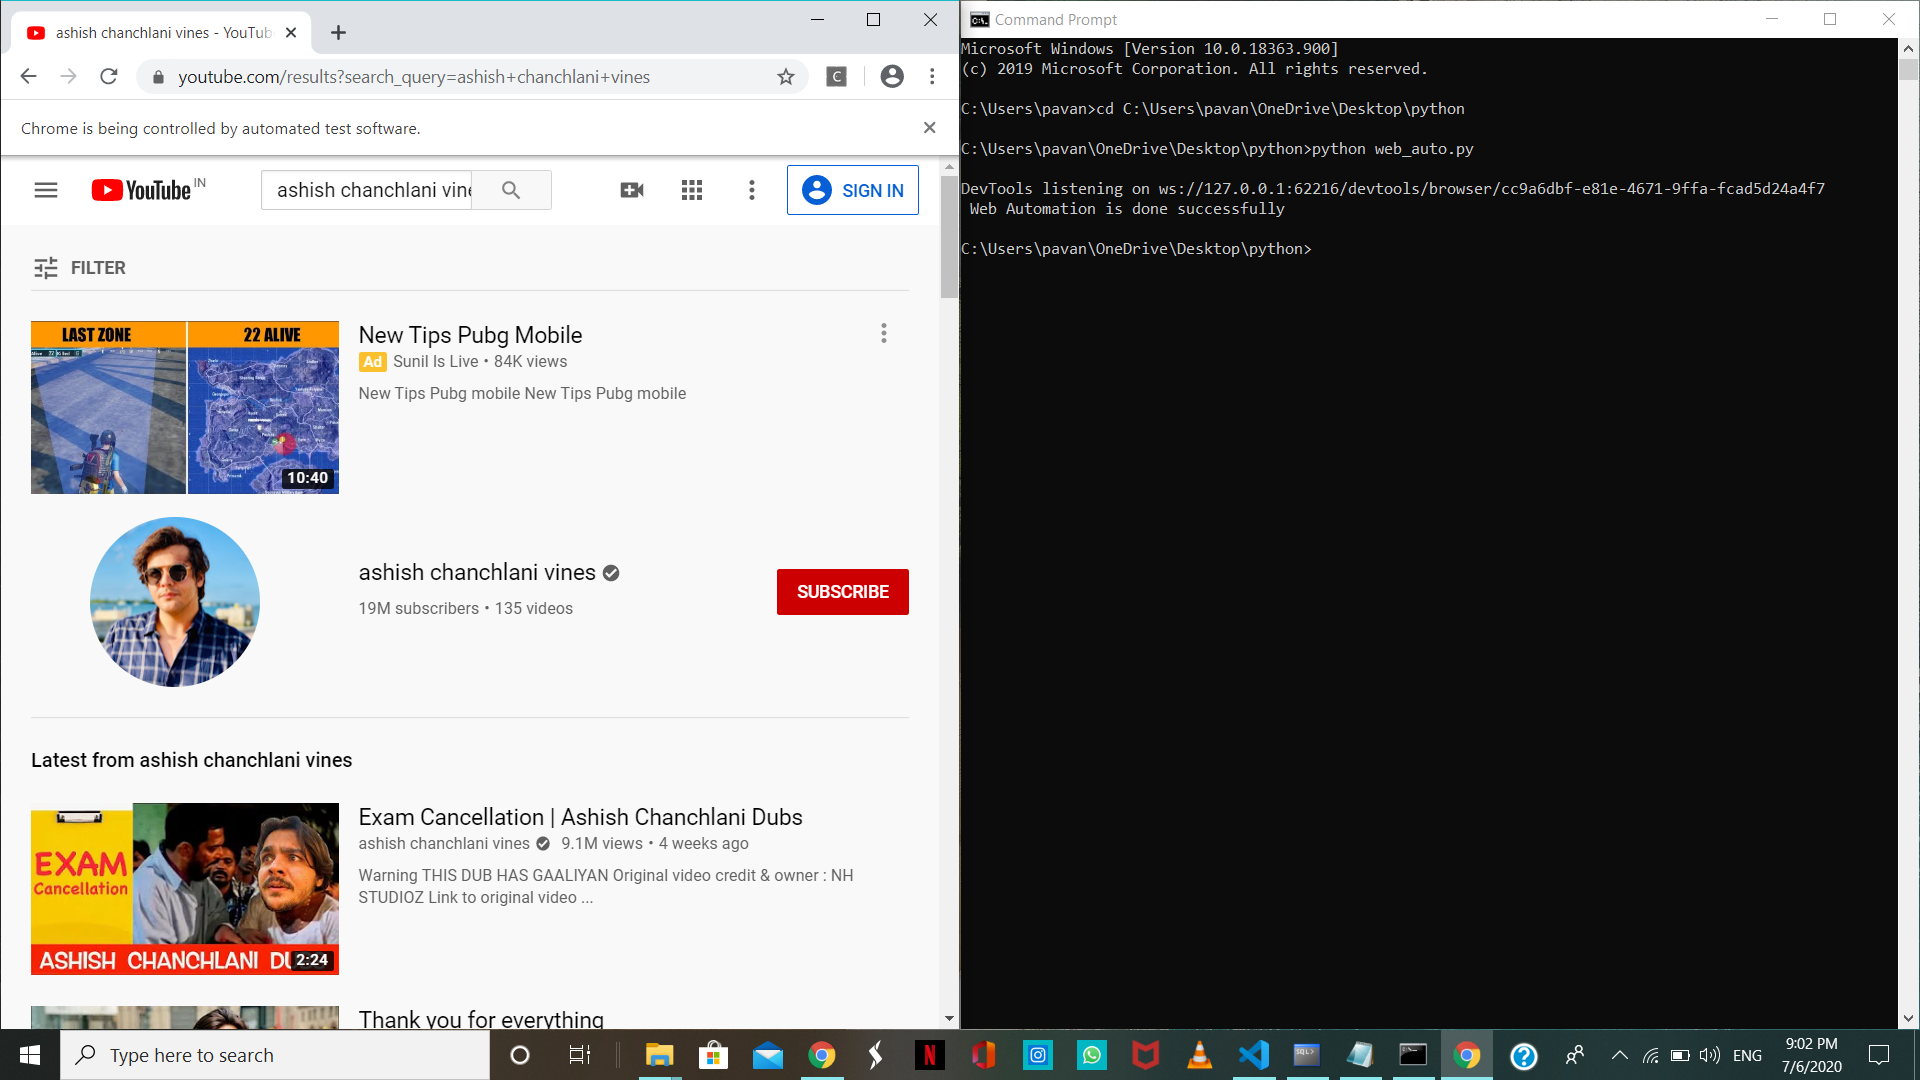 ashish chanchlani vines - YouTub
youtube.com/results?search_query=ashish+chanchlani+vines
C
Chrome is being controlled by automated test software.
YouTube IN
ashish chanchlani vine
SIGN IN
FILTER
LAST ZONE
22 ALIVE
10:40
New Tips Pubg Mobile
Ad Sunil Is Live • 84K views
New Tips Pubg mobile New Tips Pubg mobile
ashish chanchlani vines
19M subscribers • 135 videos
SUBSCRIBE
Latest from ashish chanchlani vines
EXAM
Cancellation
ASHISH CHANCHLANI DU
2:24
Exam Cancellation | Ashish Chanchlani Dubs
ashish chanchlani vines 9.1M views • 4 weeks ago
Warning THIS DUB HAS GAALIYAN Original video credit & owner : NH
STUDIOZ Link to original video ...
Thank you for everything
Command Prompt
Microsoft Windows [Version 10.0.18363.900]
(c) 2019 Microsoft Corporation. All rights reserved.
C:\Users\pavan>cd C:\Users\pavan\OneDrive\Desktop\python
C:\Users\pavan\OneDrive\Desktop\python>python web_auto.py
DevTools listening on ws://127.0.0.1:62216/devtools/browser/cc9a6dbf-e81e-4671-9ffa-fcad5d24a4f7
Web Automation is done successfully
C:\Users\pavan\OneDrive\Desktop\python>
Type here to search
N
SQL>
ENG
9:02 PM
7/6/2020